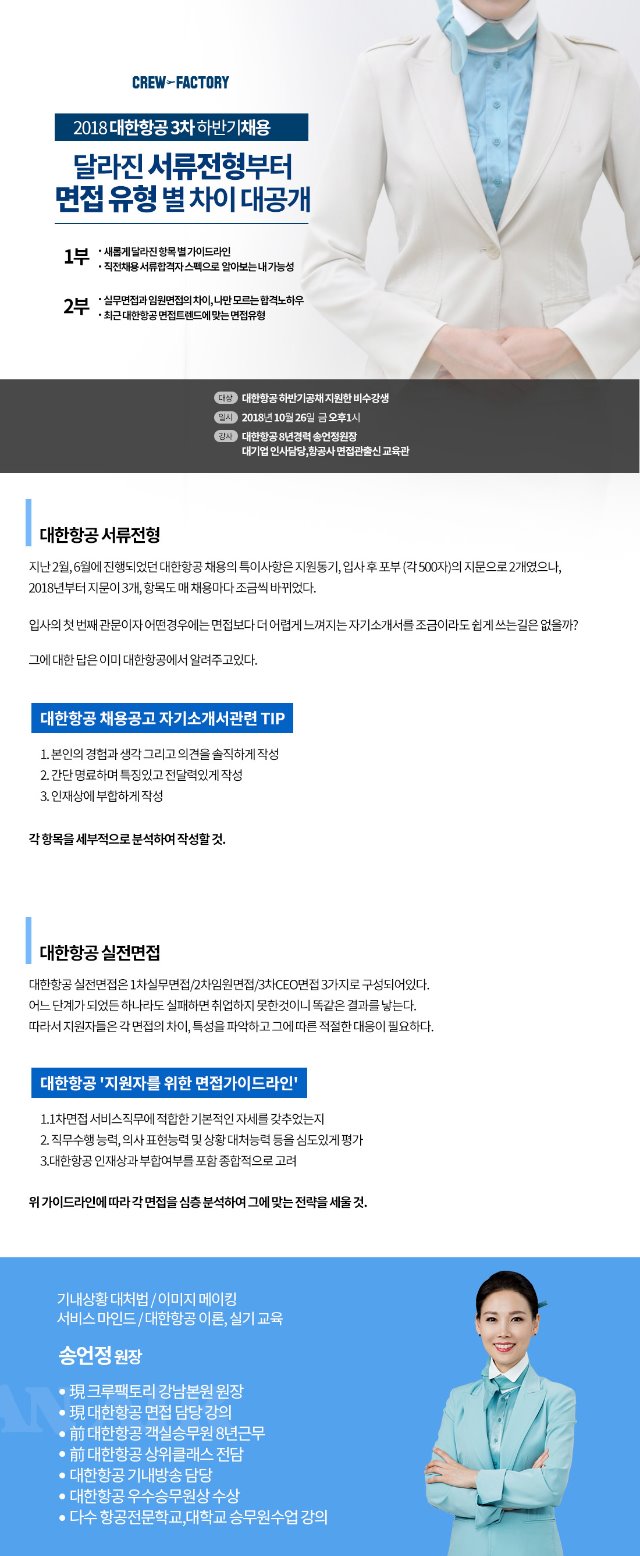 CREW FACTORY
2018 대한항공 3차 하반기채용
달라진 서류전형부터
면접 유형 별 차이 대공개
1부
· 새롭게 달라진 항목 별 가이드라인
· 직전채용 서류합격자 스펙으로 알아보는 내 가능성
2부
· 실무면접과 임원면접의 차이, 나만 모르는 합격노하우
· 최근 대한항공 면접트렌드에 맞는 면접유형
대상 대한항공 하반기공채 지원한 비수강생
일시 2018년 10월 26일 금 오후1시
강사 대한항공 8년경력 송언정원장
대기업 인사담당,항공사 면접관출신 교육관
대한항공 서류전형
지난 2월, 6월에 진행되었던 대한항공 채용의 특이사항은 지원동기, 입사 후 포부 (각 500자)의 지문으로 2개였으나,
2018년부터 지문이 3개, 항목도 매 채용마다 조금씩 바뀌었다.
입사의 첫 번째 관문이자 어떤경우에는 면접보다 더 어렵게 느껴지는 자기소개서를 조금이라도 쉽게 쓰는길은 없을까?
그에 대한 답은 이미 대한항공에서 알려주고있다.
대한항공 채용공고 자기소개서관련 TIP
1. 본인의 경험과 생각 그리고 의견을 솔직하게 작성
2. 간단 명료하며 특징있고 전달력있게 작성
3. 인재상에 부합하게 작성
각 항목을 세부적으로 분석하여 작성할 것.
대한항공 실전면접
대한항공 실전면접은 1차실무면접/2차임원면접/3차CEO면접 3가지로 구성되어있다.
어느 단계가 되었든 하나라도 실패하면 취업하지 못한것이니 똑같은 결과를 낳는다.
따라서 지원자들은 각 면접의 차이, 특성을 파악하고 그에 따른 적절한 대응이 필요하다.
대한항공 '지원자를 위한 면접가이드라인'
1.1차면접 서비스직무에 적합한 기본적인 자세를 갖추었는지
2. 직무수행 능력, 의사 표현능력 및 상황 대처능력 등을 심도있게 평가
3.대한항공 인재상과 부합여부를 포함 종합적으로 고려
위 가이드라인에 따라 각 면접을 심층 분석하여 그에 맞는 전략을 세울 것.
기내상황 대처법 / 이미지 메이킹
서비스 마인드 / 대한항공 이론, 실기 교육
송언정 원장
• 現 크루팩토리 강남본원 원장
• 現 대한항공 면접 담당 강의
• 前 대한항공 객실승무원 8년근무
• 前 대한항공 상위클래스 전담
• 대한항공 기내방송 담당
• 대한항공 우수승무원상 수상
• 다수 항공전문학교,대학교 승무원수업 강의